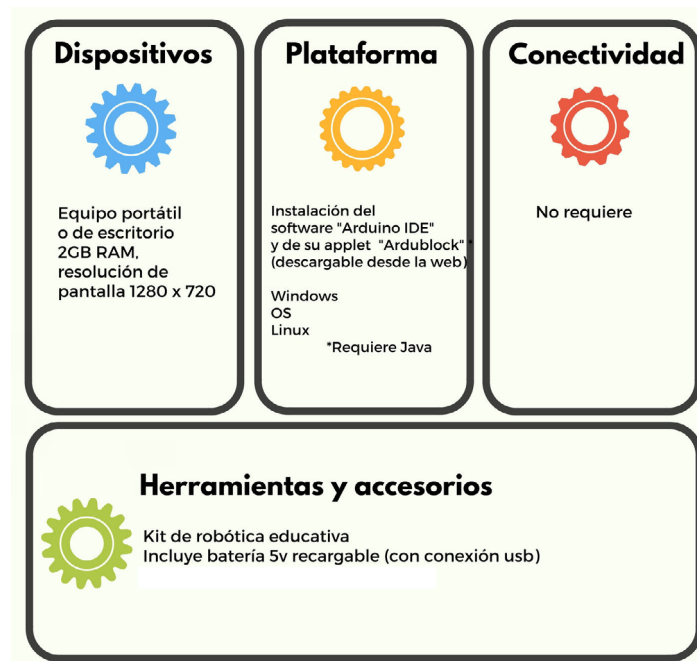 Dispositivos
Equipo portátil
o de escritorio
2GB RAM,
resolución de
pantalla 1280 x 720
Plataforma
Instalación del
software "Arduino IDE"
y de su applet "Ardublock" *
(descargable desde la web)
Windows
OS
Linux
*Requiere Java
Conectividad
No requiere
Herramientas y accesorios
Kit de robótica educativa
Incluye batería 5v recargable (con conexión usb)